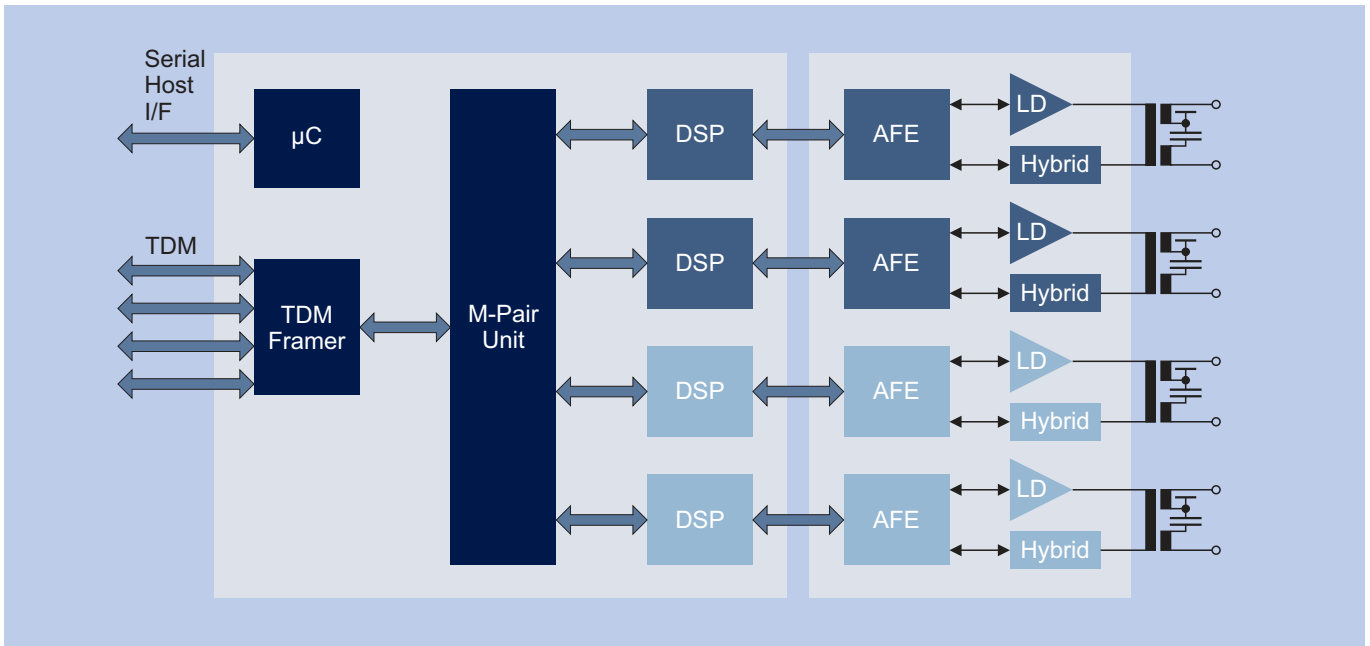 Serial
Host
I/F
µC
TDM
TDM
Framer
M-Pair
Unit
DSP
AFE
LD
Hybrid
DSP
AFE
LD
Hybrid
DSP
AFE
LD
Hybrid
DSP
AFE
LD
Hybrid